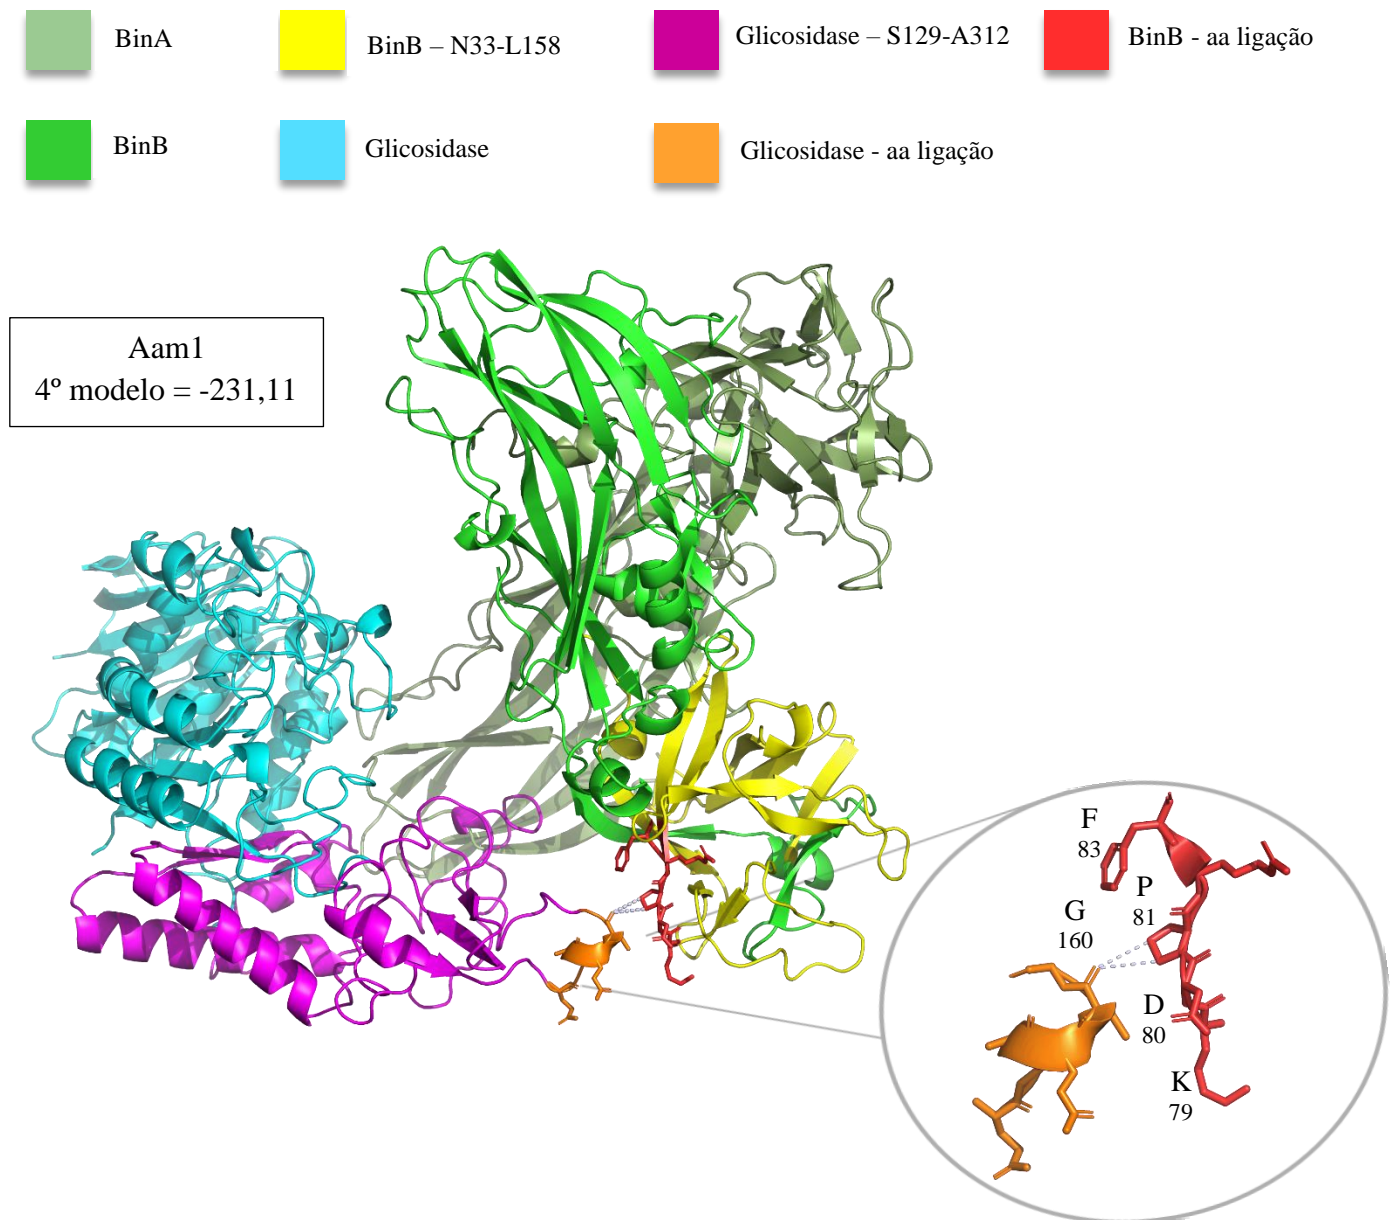 BinA
BinB – N33-L158
Glicosidase – S129-A312
BinB - aa ligação
BinB
Glicosidase
Glicosidase - aa ligação
Aam1
4º modelo = -231,11
F
83
P
81
G
160
D
80
K
79